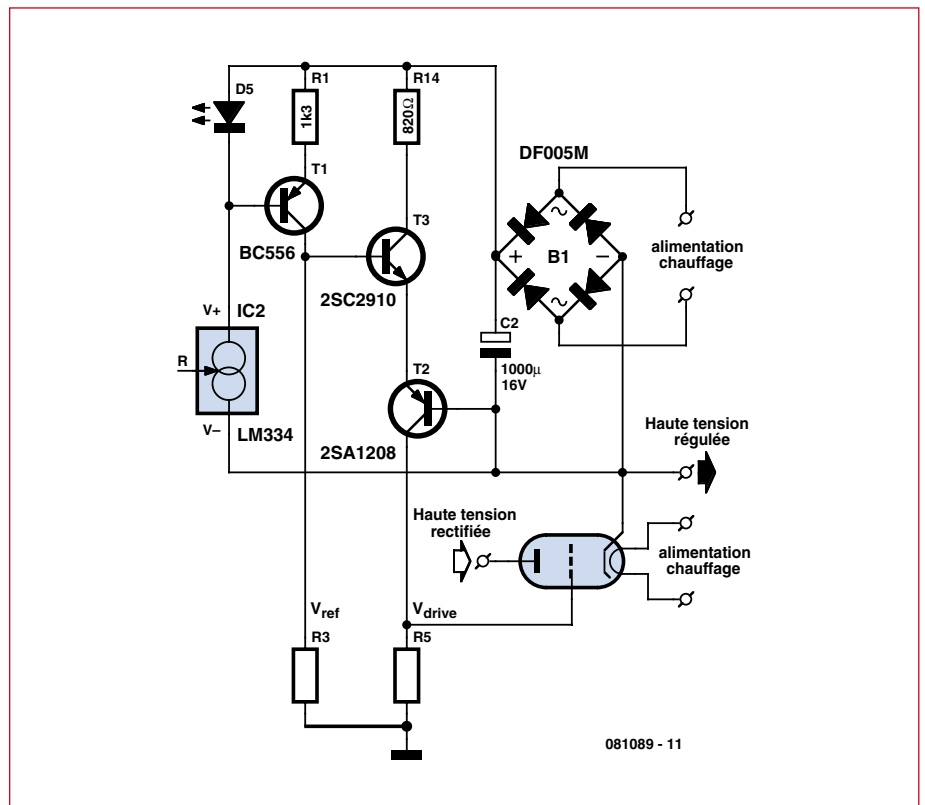 D5
R1
1k3
R14
820Ω
DF005M
T1
BC556
T3
2SC2910
∼
+
B1
−
∼
alimentation
chauffage
V+
IC2
R
V−
LM334
C2
1000µ
16V
T2
2SA1208
Haute tension
régulée
Haute tension
rectifiée
alimentation
chauffage
Vref
Vdrive
R3
R5
081089 - 11